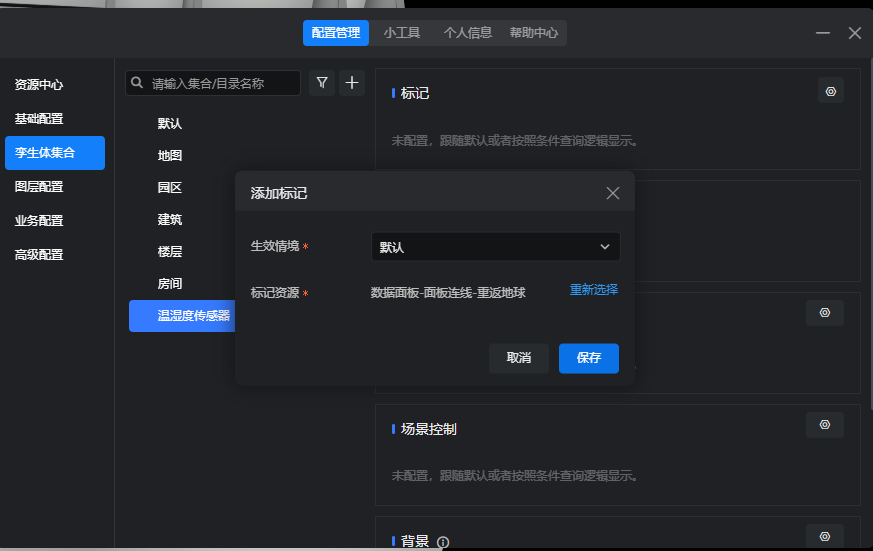 配置管理 小工具 个人信息 帮助中心
资源中心
基础配置
孪生体集合
图层配置
业务配置
高级配置
请输入集合/目录名称
默认
地图
园区
建筑
楼层
房间
温湿度传感器
标记
未配置，跟随默认或者按照条件查询逻辑显示。
添加标记
生效情境 * 默认
标记资源 * 数据面板-面板连线-重返地球 重新选择
取消 保存
场景控制
未配置，跟随默认或者按照条件查询逻辑显示。
背景